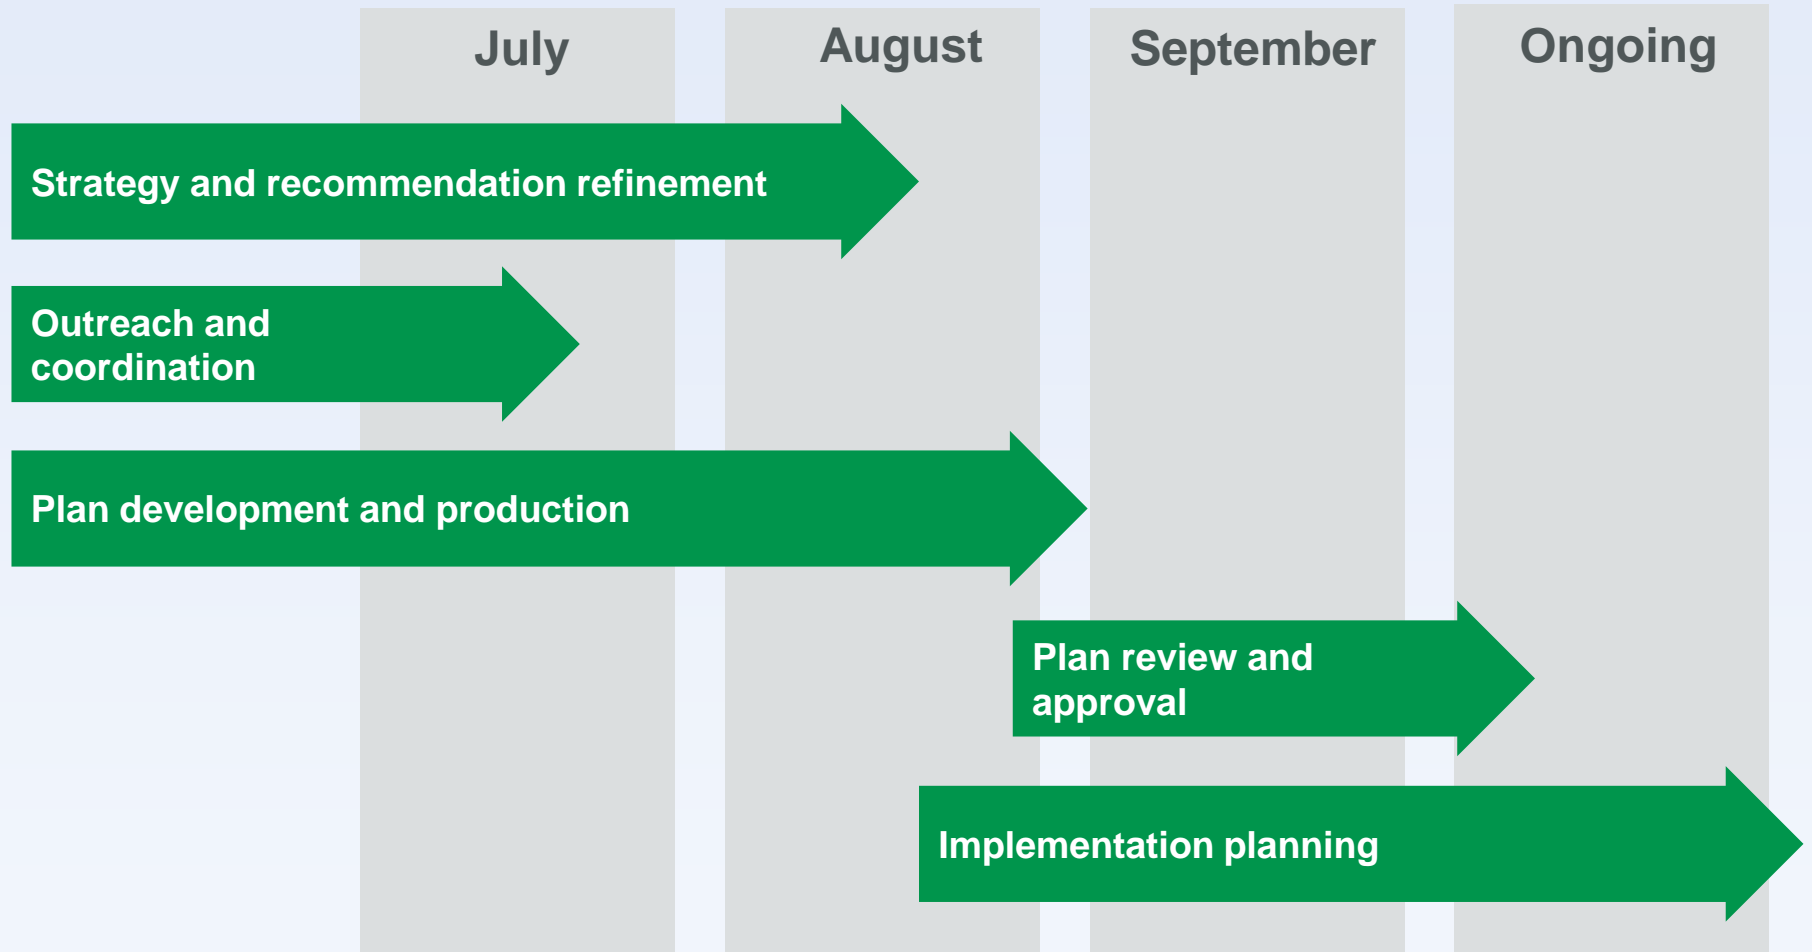 July
August
September
Ongoing
Strategy and recommendation refinement
Outreach and
coordination
Plan development and production
Plan review and
approval
Implementation planning